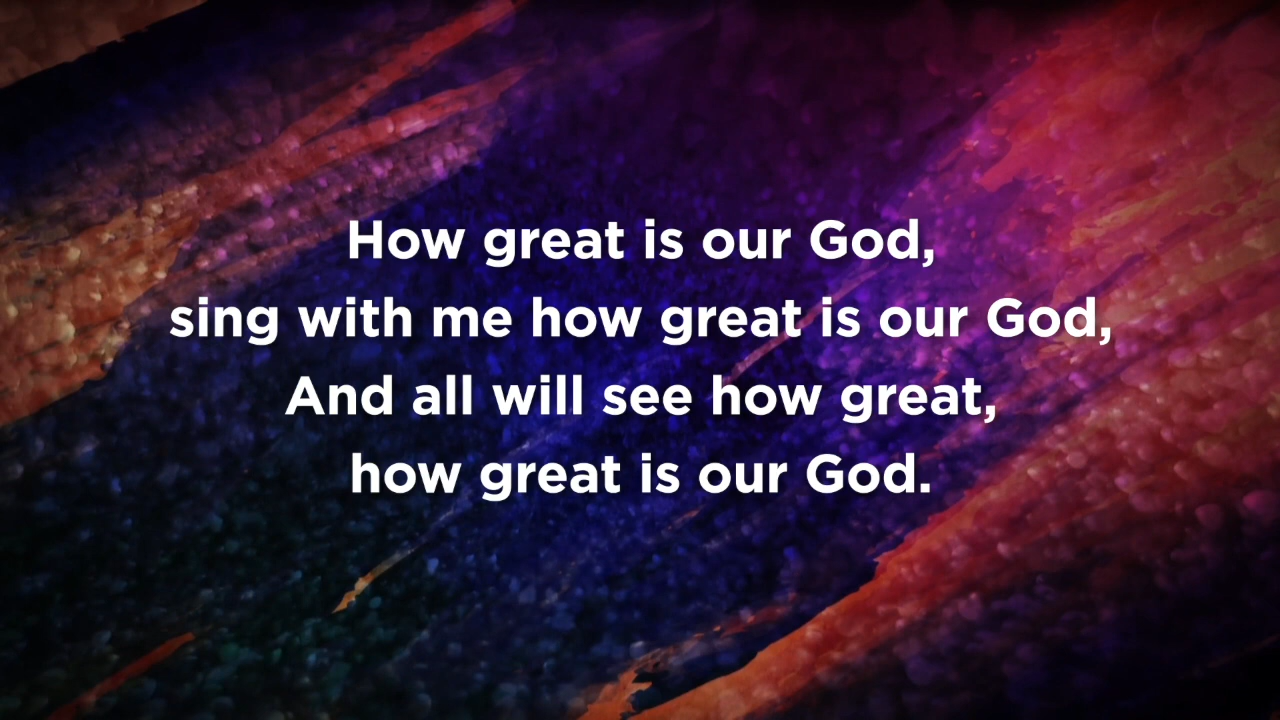 How great is our God,
sing with me how great is our God,
And all will see how great,
how great is our God.